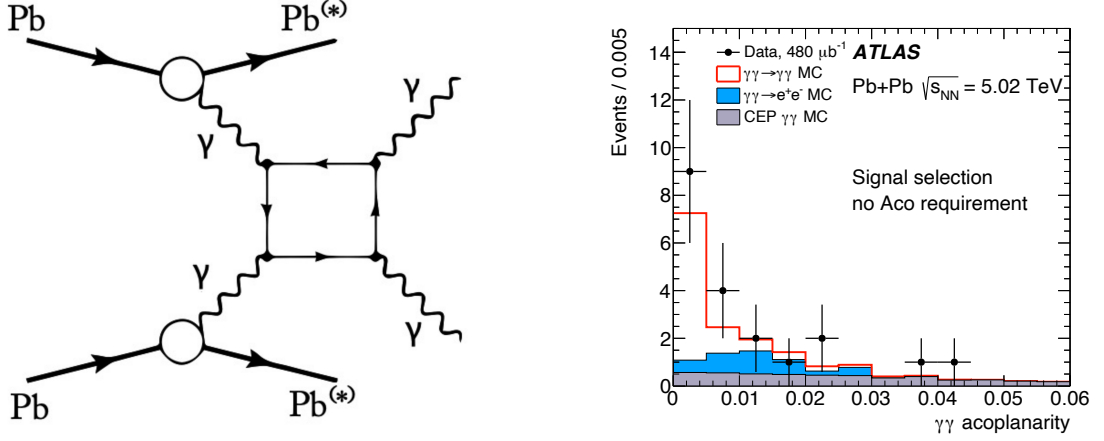 Pb
Pb(*)
γ
γ
γ
γ
Pb
Pb(*)
Events / 0.005
14
12
10
8
6
4
2
0
Data, 480 μb⁻¹
γγ→γγ MC
γγ→e⁺e⁻ MC
CEP γγ MC
ATLAS
Pb+Pb √sNN = 5.02 TeV
Signal selection
no Aco requirement
0 0.01 0.02 0.03 0.04 0.05 0.06
γγ acoplanarity